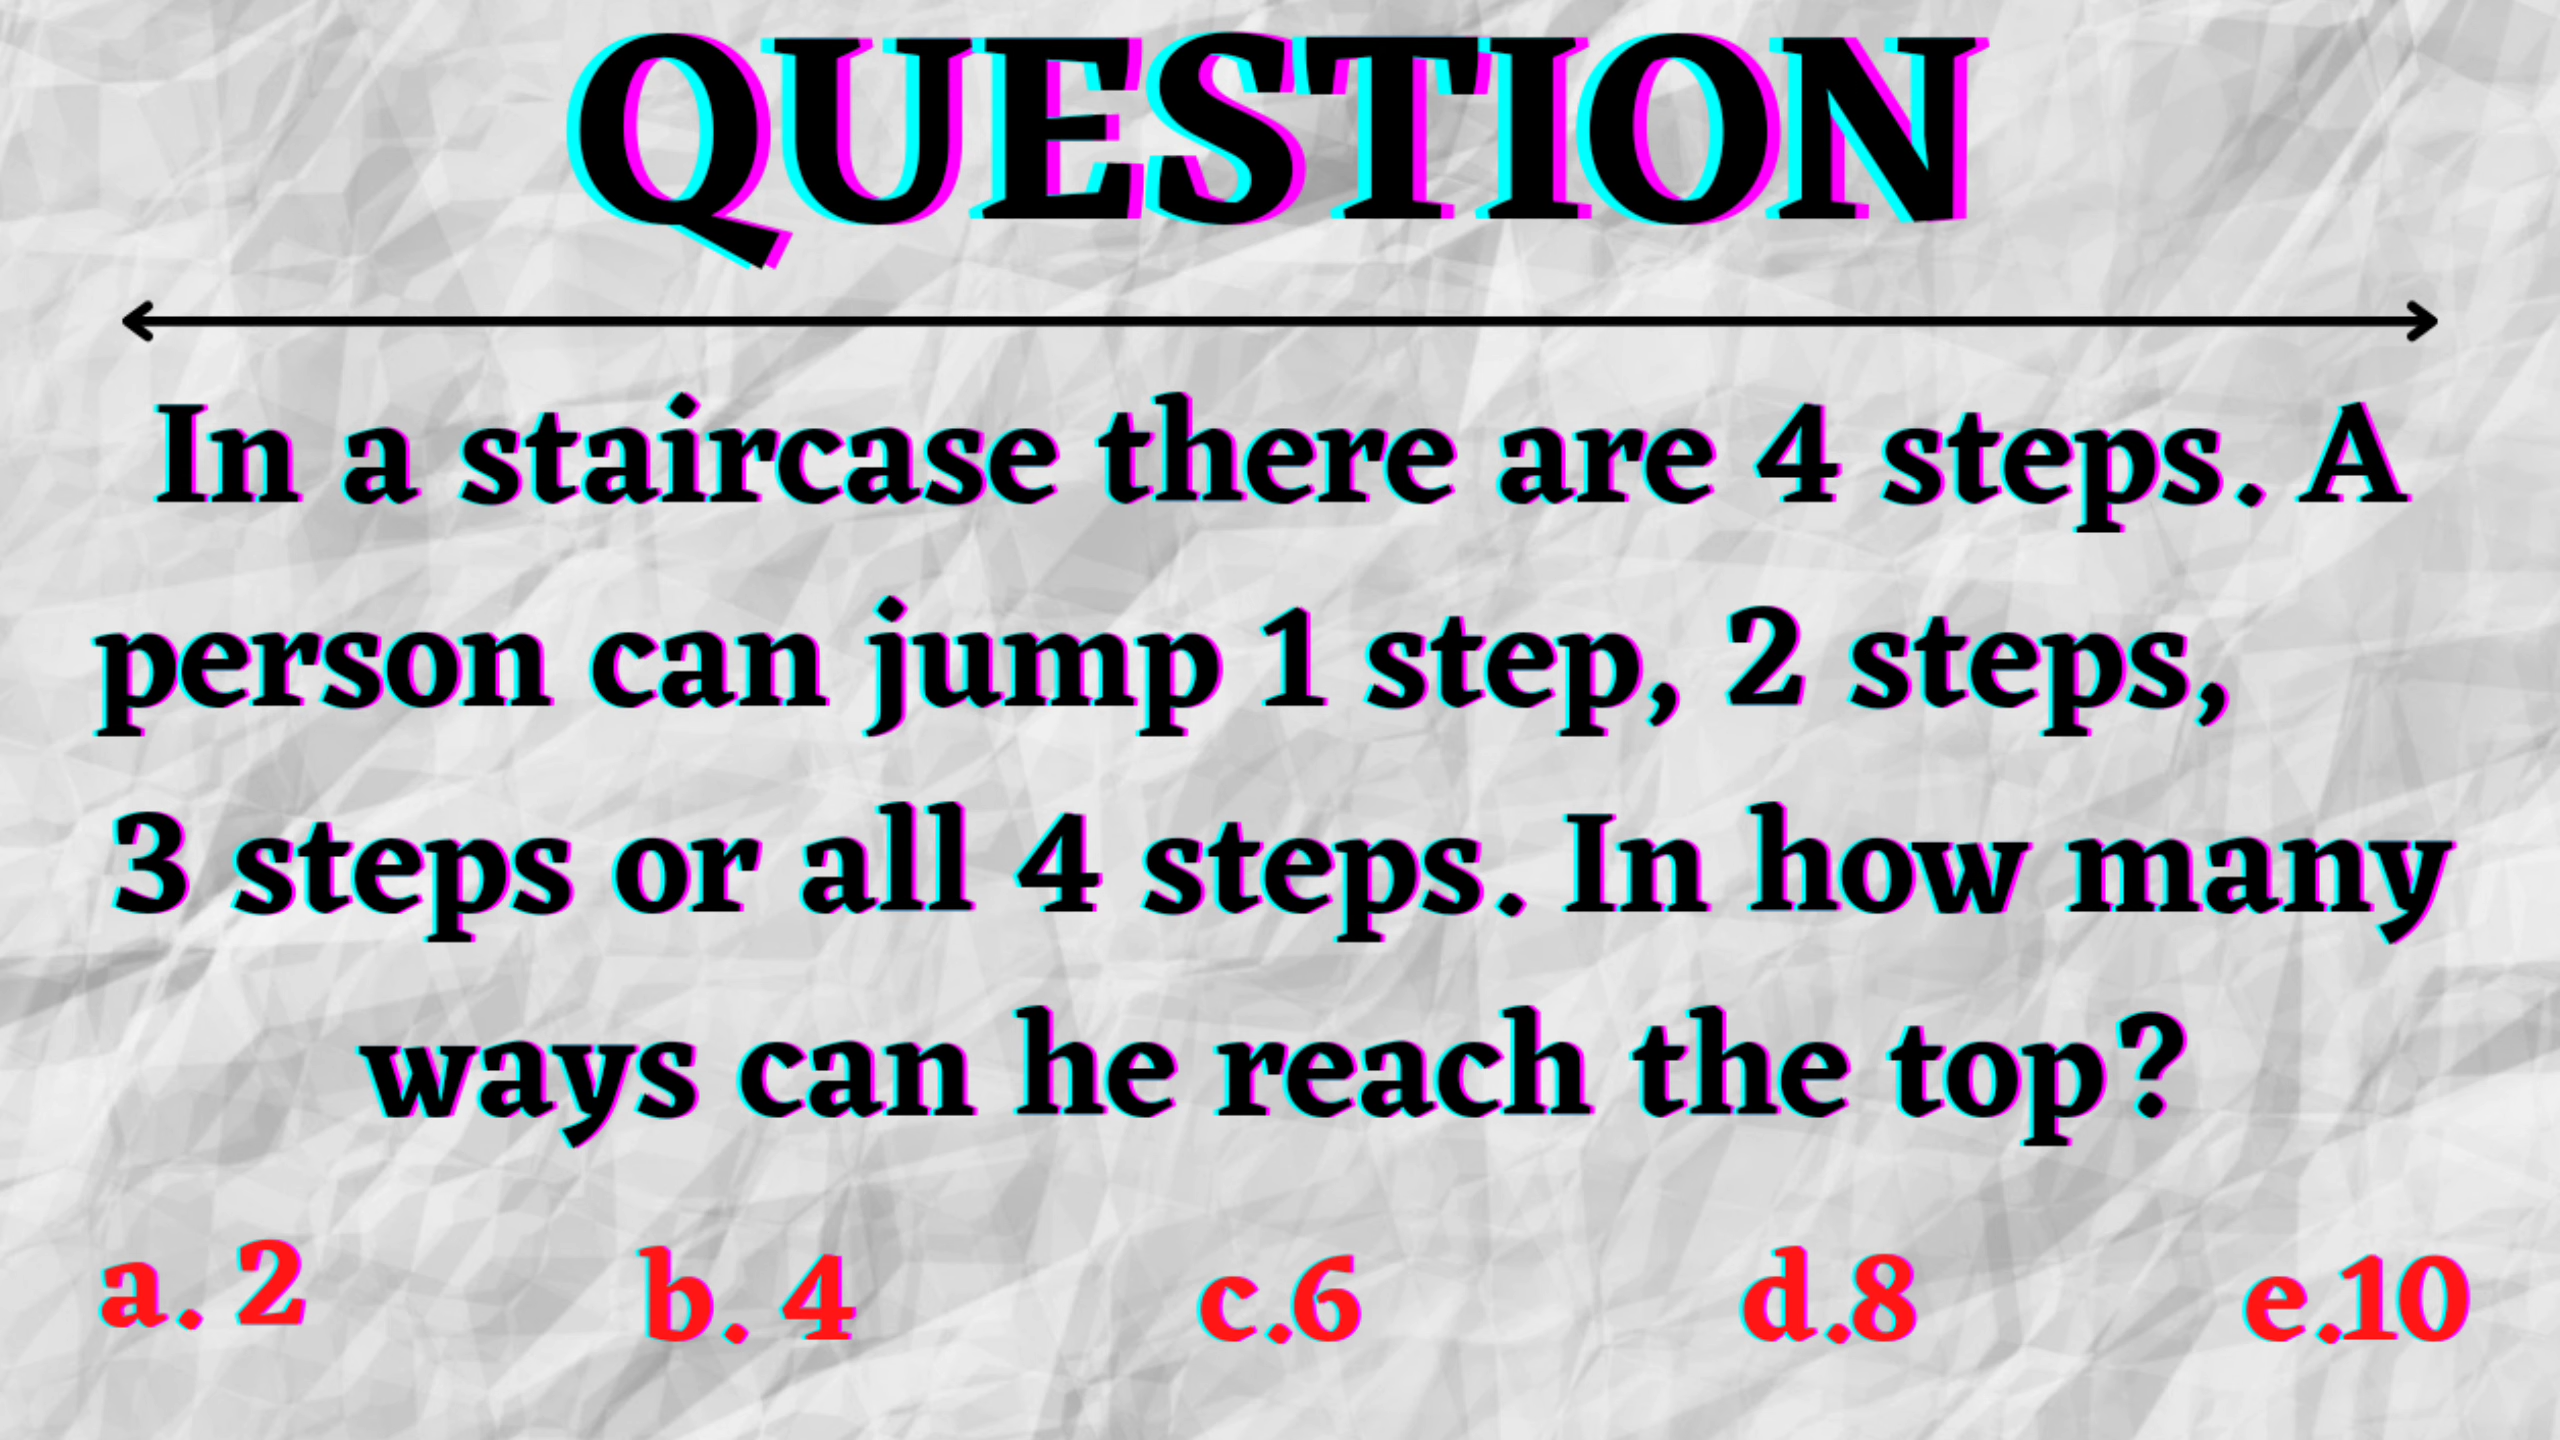 QUESTION
In a staircase there are 4 steps. A
person can jump 1 step, 2 steps,
3 steps or all 4 steps. In how many
ways can he reach the top?
a. 2 b. 4 c.6 d.8 e.10